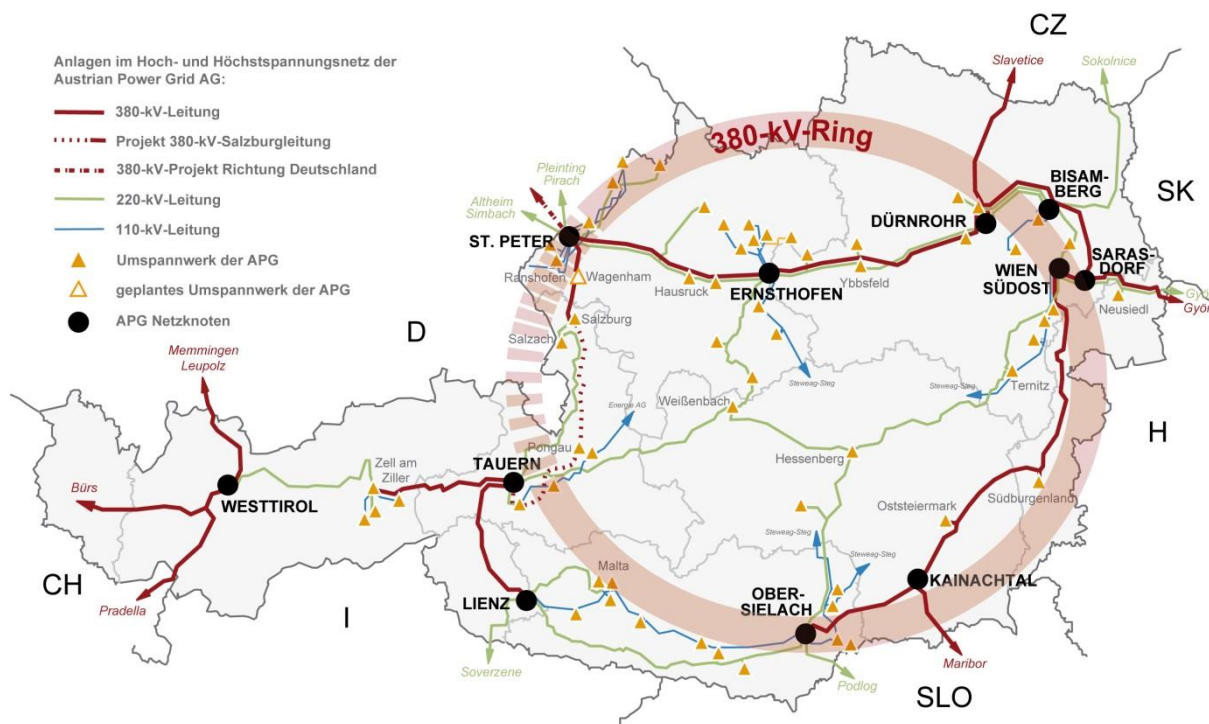 Anlagen im Hoch- und Höchstspannungsnetz der
Austrian Power Grid AG:
380-kV-Leitung
Projekt 380-kV-Salzburgleitung
380-kV-Projekt Richtung Deutschland
220-kV-Leitung
110-kV-Leitung
Umspannwerk der APG
geplantes Umspannwerk der APG
APG Netzknoten
CZ
Slavetice
Sokolnice
380-kV-Ring
Pleinting
Pirach
Altheim
Simbach
ST. PETER
Ranshofen
Wagenham
Hausruck
ERNSTHOFEN
Ybbsfeld
DÜRNROHR
BISAM-
BERG
SK
WIEN
SÜDOST
SARAS-
DORF
Győ
Győr
Neusiedl
Salzburg
Salzach
D
Memmingen
Leupolz
Steweag-Steg
Steweag-Steg
Ternitz
Weißenbach
Energie AG
H
Pongau
Hessenberg
TAUERN
Zell am
Ziller
Bürs
WESTTIROL
Südburgenland
Oststeiermark
Steweag-Steg
Steweag-Steg
Malta
CH
Pradella
I
LIENZ
OBER-
SIELACH
KAINACHTAL
Soverzene
Podlog
Maribor
SLO